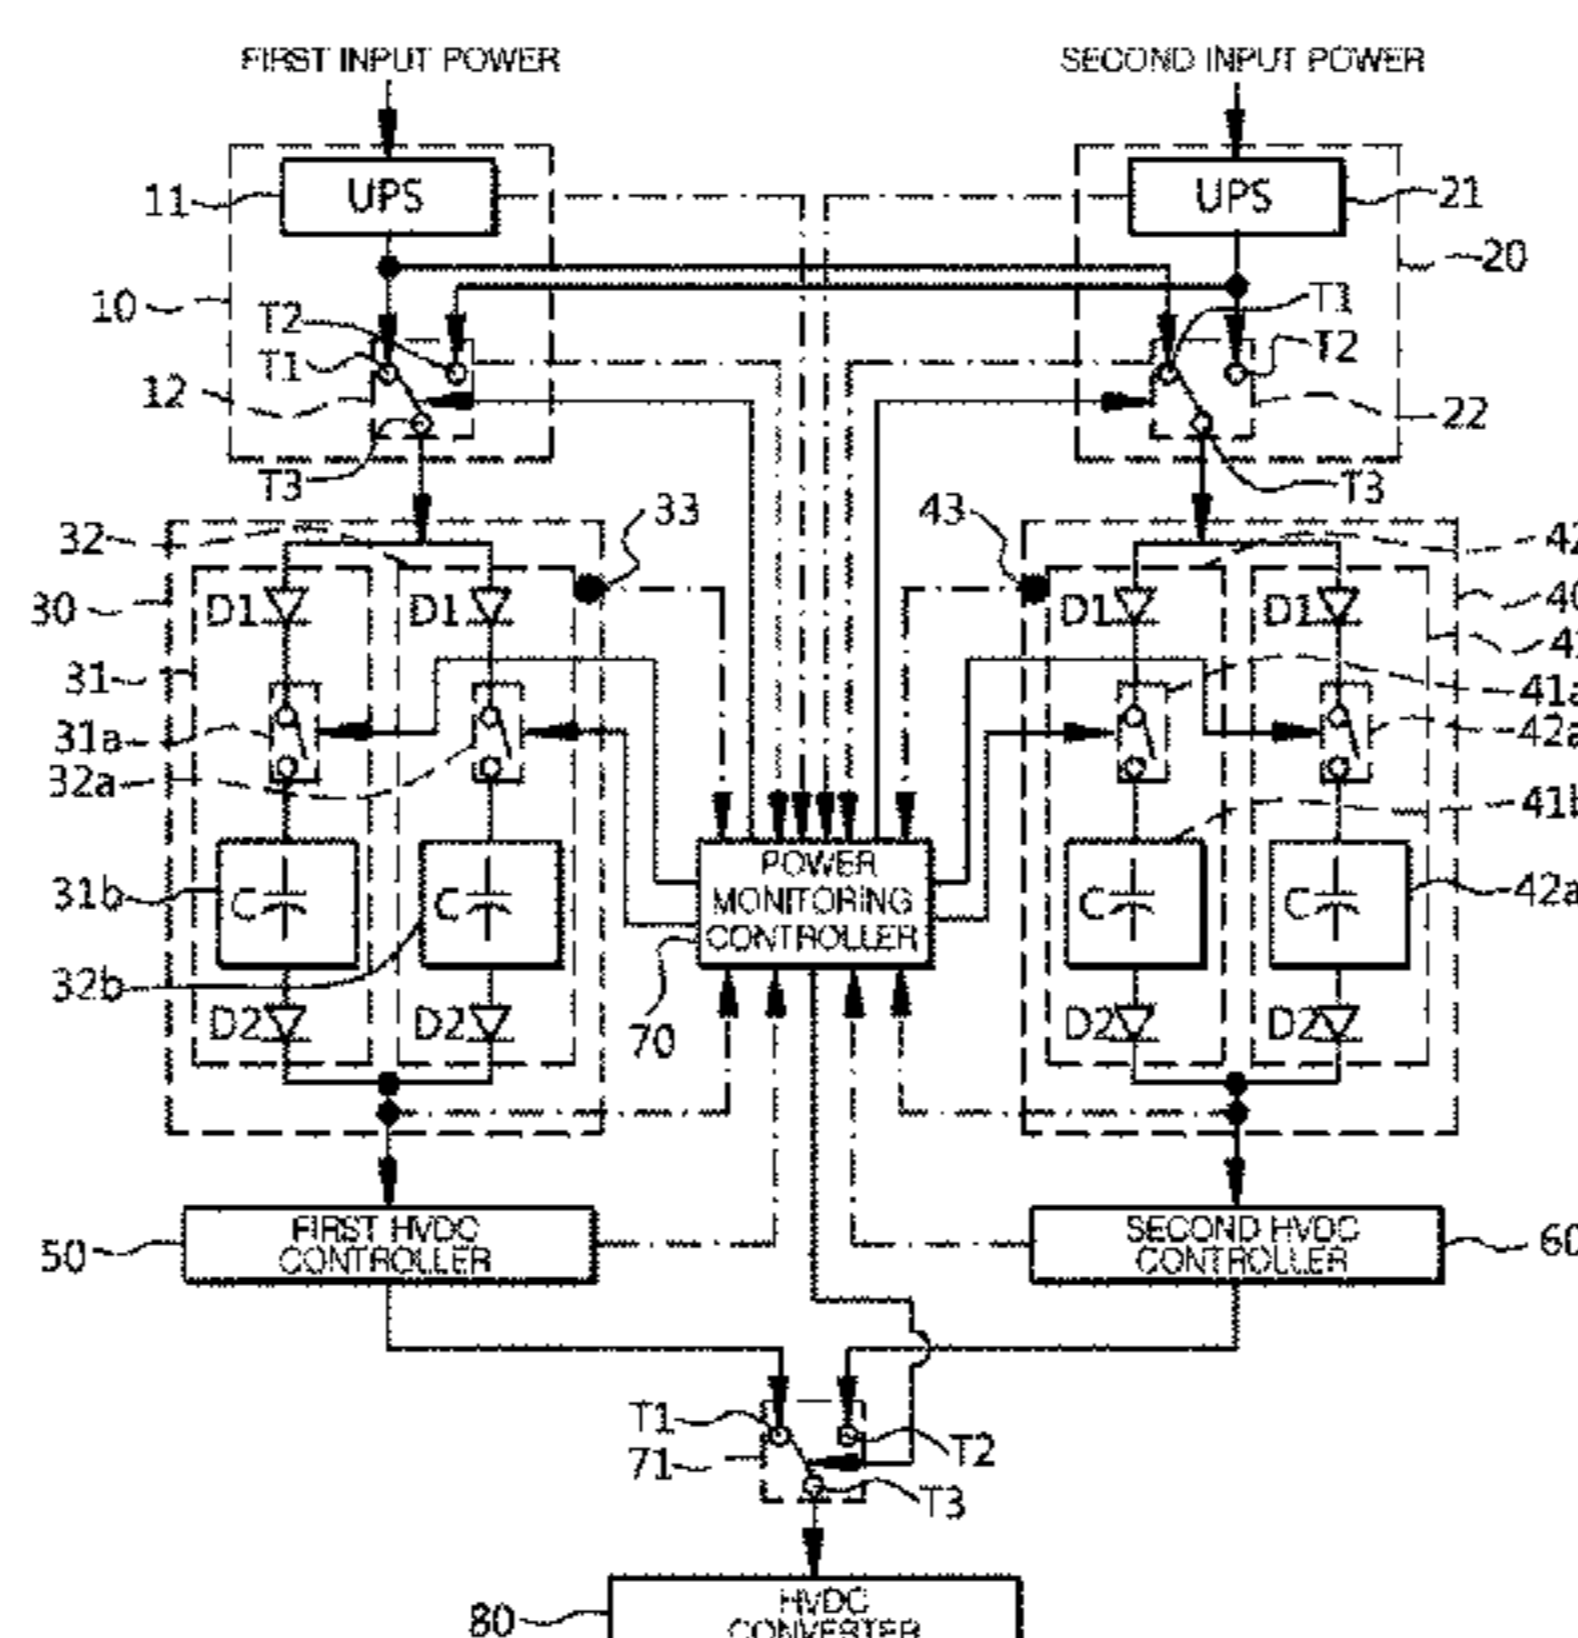 FIRST INPUT POWER
SECOND INPUT POWER
11
UPS
UPS
21
20
10
T2
T1
T1
T2
12
22
T3
T3
32
33
43
30
D1
D1
D1
D1
31
41a
31a
32a
41b
31b
C
C
POWER
MONITORING
CONTROLLER
C
C
32b
D2
D2
70
D2
D2
50
FIRST HVDC
CONTROLLER
SECOND HVDC
CONTROLLER
60
T1
71
T2
T3
80
HVDC
CONVERTER